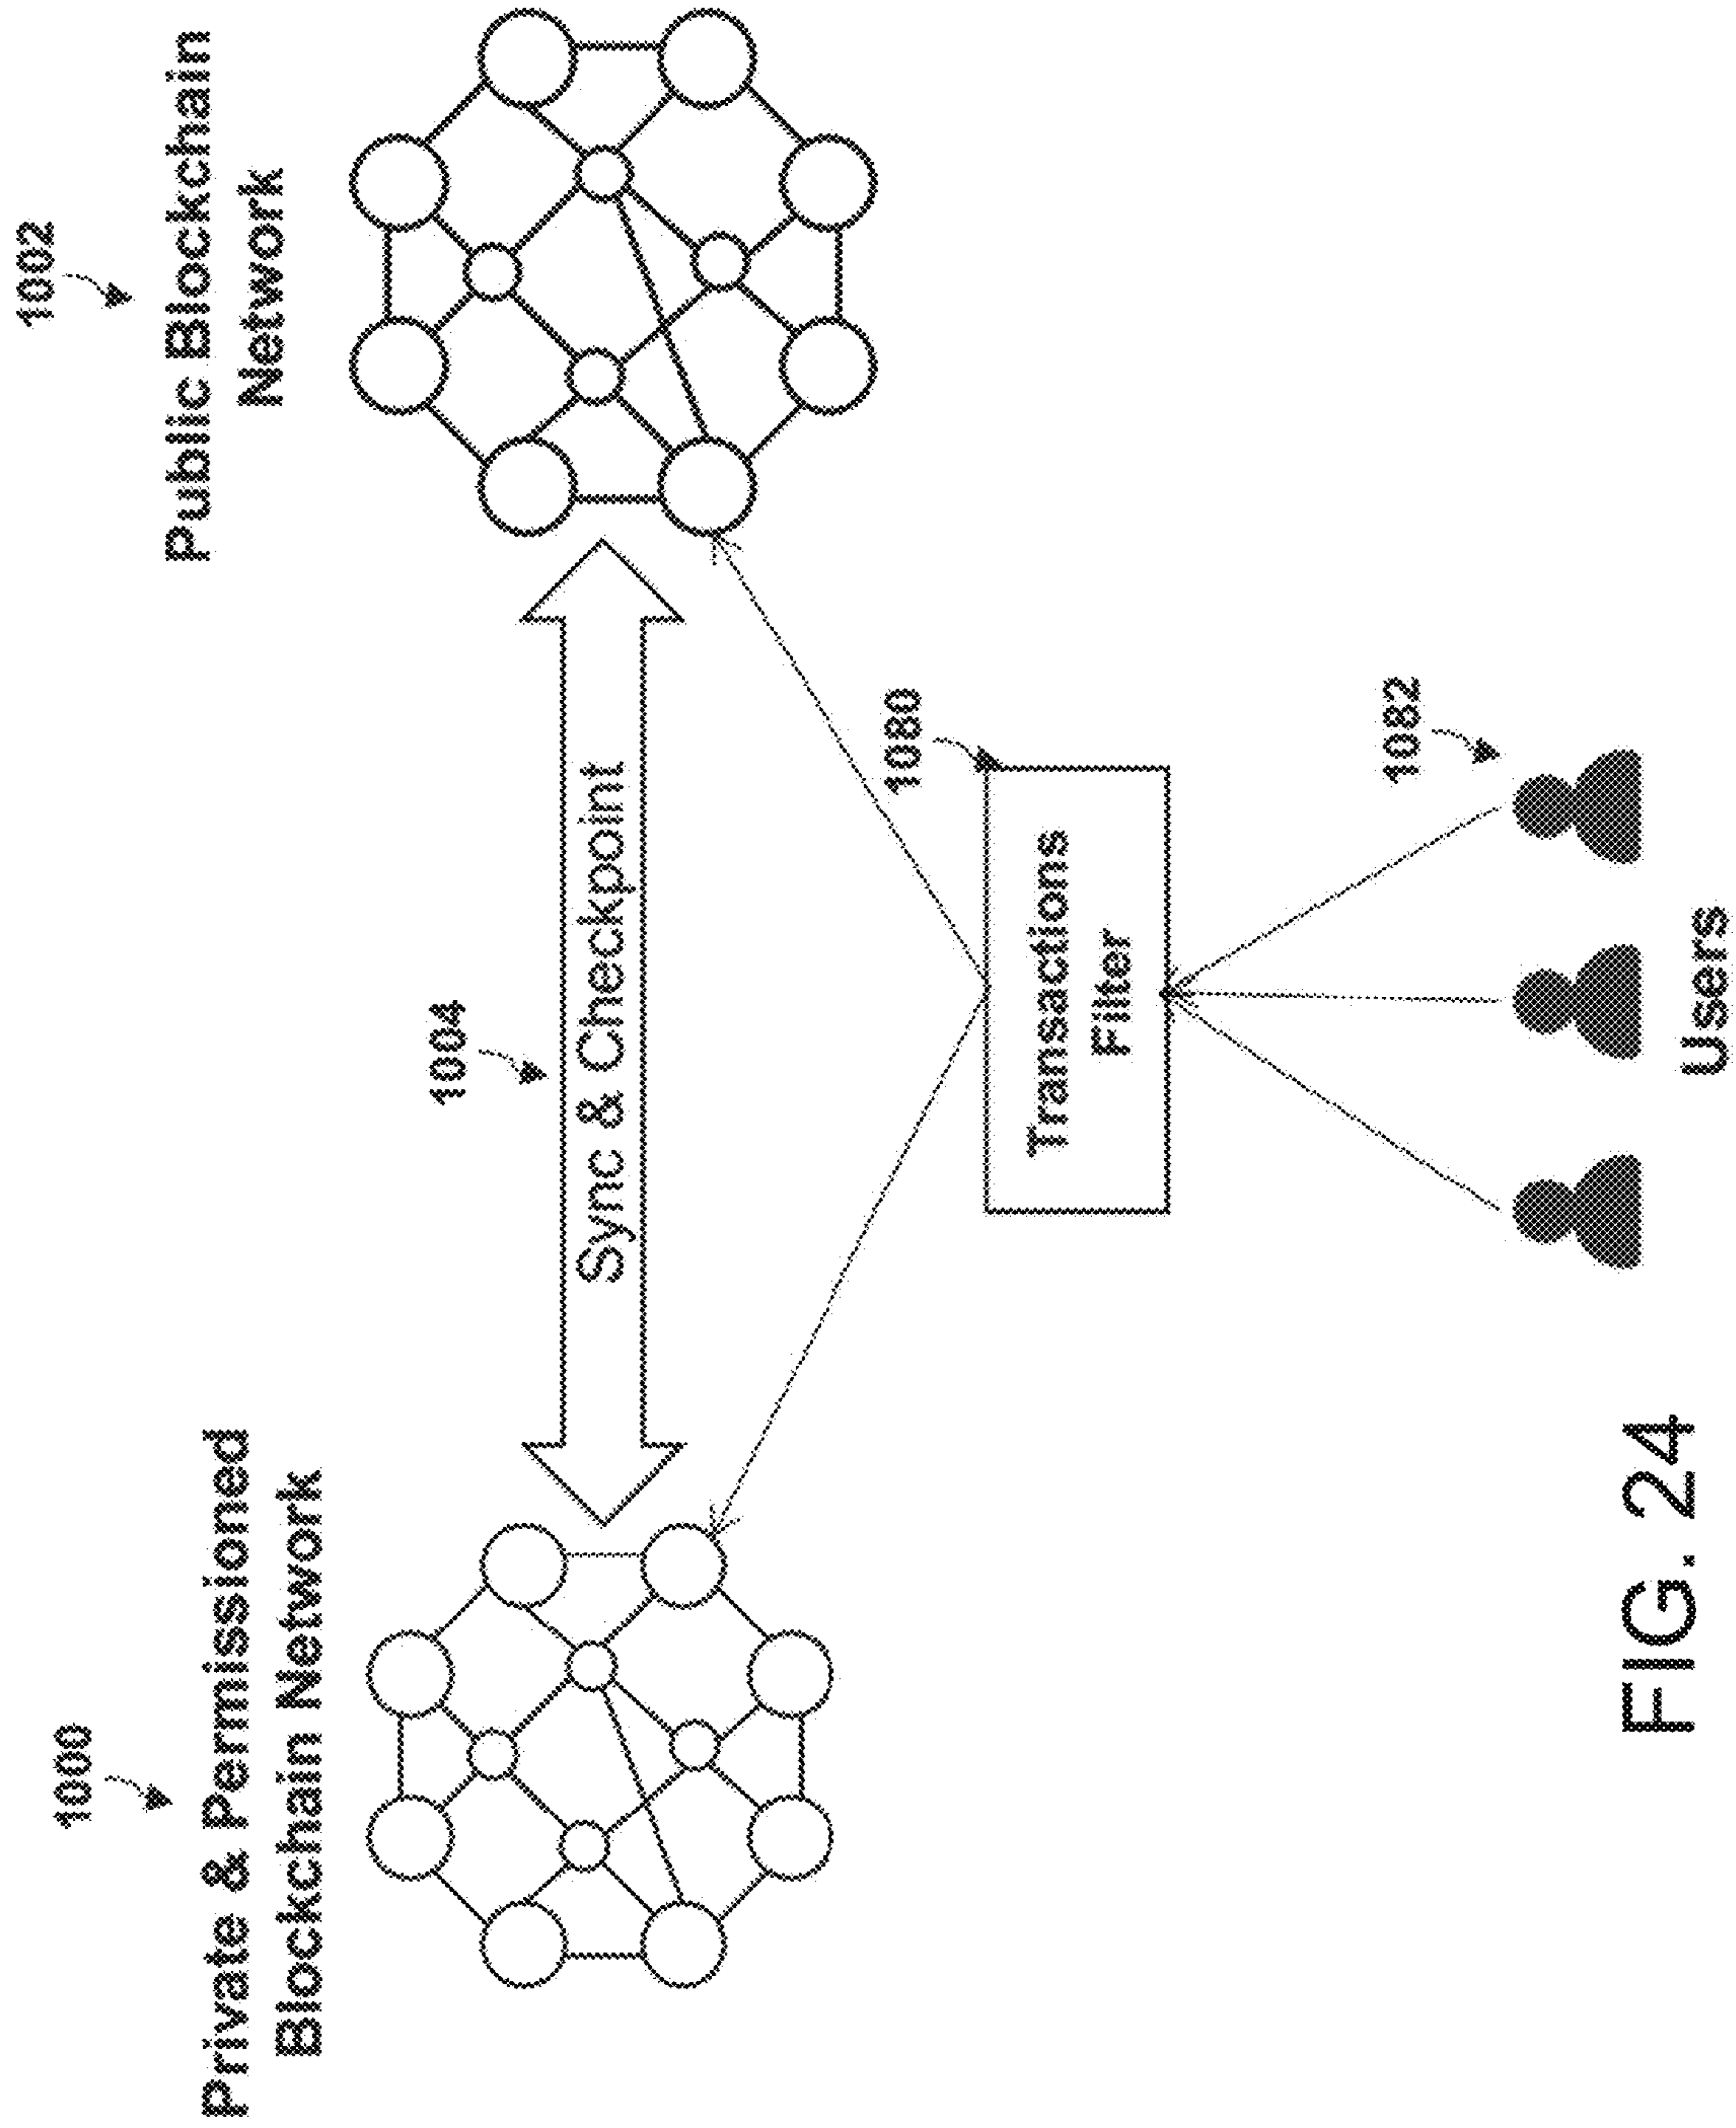 1000
Private & Permissioned
Blockchain Network
1002
Public Blockchain
Network
1004
Sync & Checkpoint
1080
Transactions
Filter
1082
Users
FIG. 24